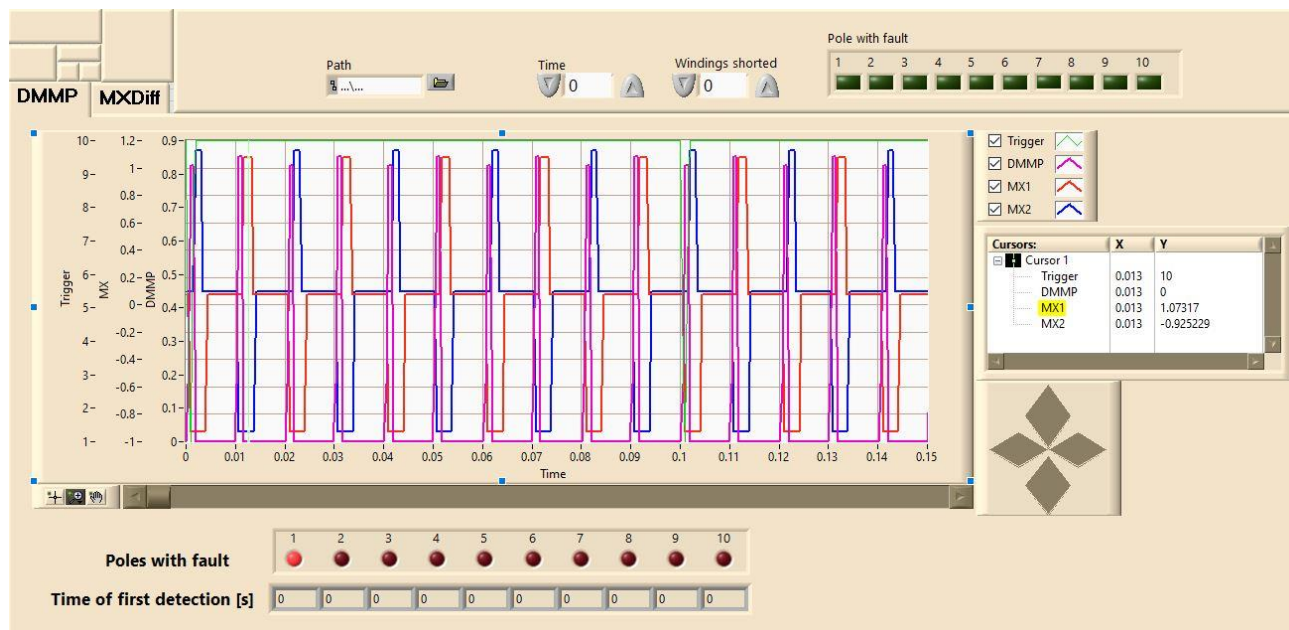 Pole with fault
Path
Time
Windings shorted
1 2 3 4 5 6 7 8 9 10
...\...
0
0
DMMP
MXDiff
10- 1.2- 0.9-
9- 1- 0.8-
8- 0.8- 0.7-
7- 0.6- 0.6-
0.4-
6- 0.2- 0.5-
5- 0- 0.4-
4- -0.2- 0.3-
-0.4-
3- -0.6- 0.2-
2- -0.8- 0.1-
1- -1- 0-
Trigger
MX
DMMP
0 0.01 0.02 0.03 0.04 0.05 0.06 0.07 0.08 0.09 0.1 0.11 0.12 0.13 0.14 0.15
Time
Trigger
DMMP
MX1
MX2
Cursors: X Y
Cursor 1
Trigger 0.013 10
DMMP 0.013 0
MX1 0.013 1.07317
MX2 0.013 -0.925229
1 2 3 4 5 6 7 8 9 10
Poles with fault
Time of first detection [s] 0 0 0 0 0 0 0 0 0 0